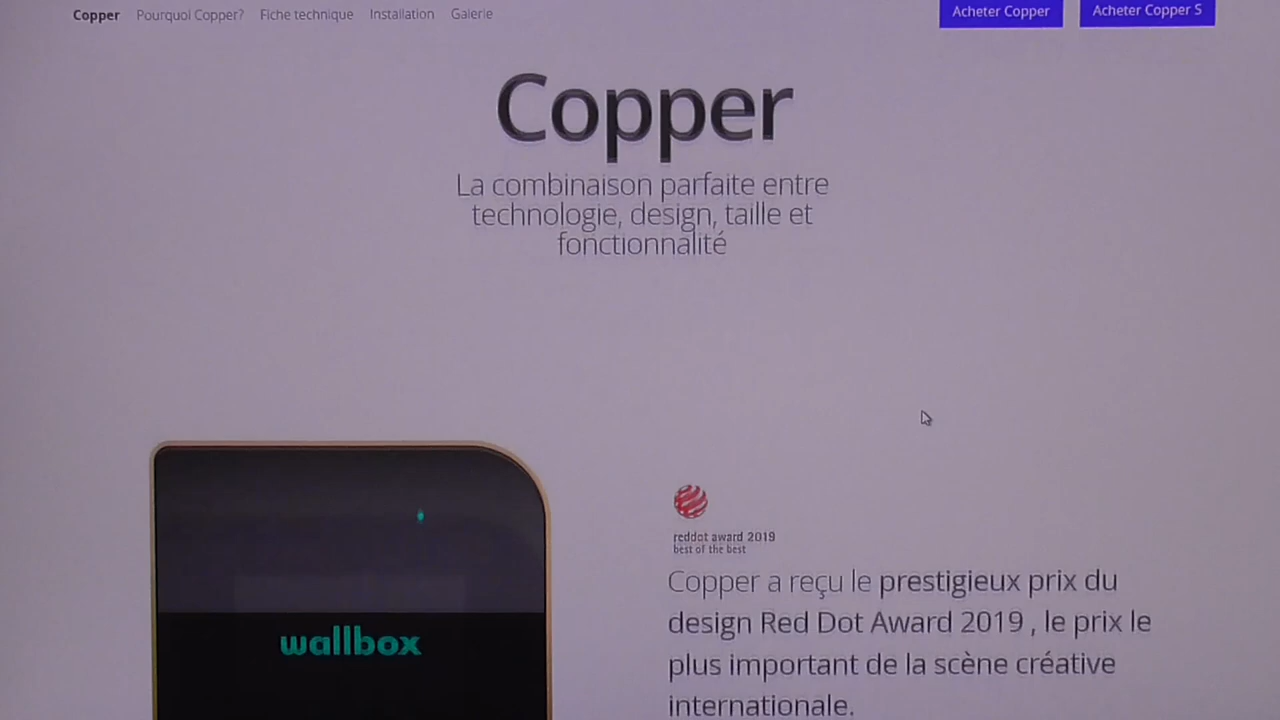 Copper Pourquoi Copper? Fiche technique Installation Galerie Acheter Copper Acheter Copper S
Copper
La combinaison parfaite entre
technologie, design, taille et
fonctionnalité
wallbox
reddot award 2019
best of the best
Copper a reçu le prestigieux prix du
design Red Dot Award 2019 , le prix le
plus important de la scène créative
internationale.